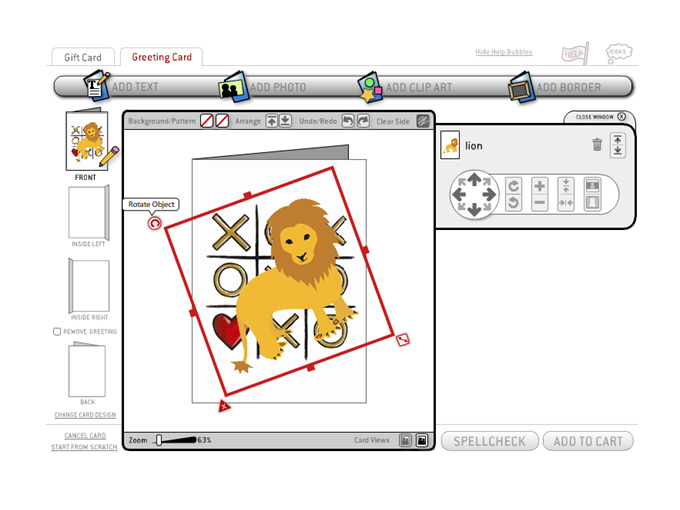 Gift Card
Greeting Card
Hide Help Bubbles
HELP
IDEAS
ADD TEXT
ADD PHOTO
ADD CLIP ART
ADD BORDER
FRONT
INSIDE LEFT
INSIDE RIGHT
REMOVE GREETING
BACK
CHANGE CARD DESIGN
CANCEL CARD
START FROM SCRATCH
Background/Pattern
Arrange
Undo/Redo
Clear Side
Rotate Object
Zoom
63%
Card Views
CLOSE WINDOW
lion
SPELLCHECK
ADD TO CART